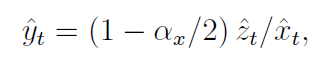 ŷ_t = (1 − α_x/2) ẑ_t/x̂_t,